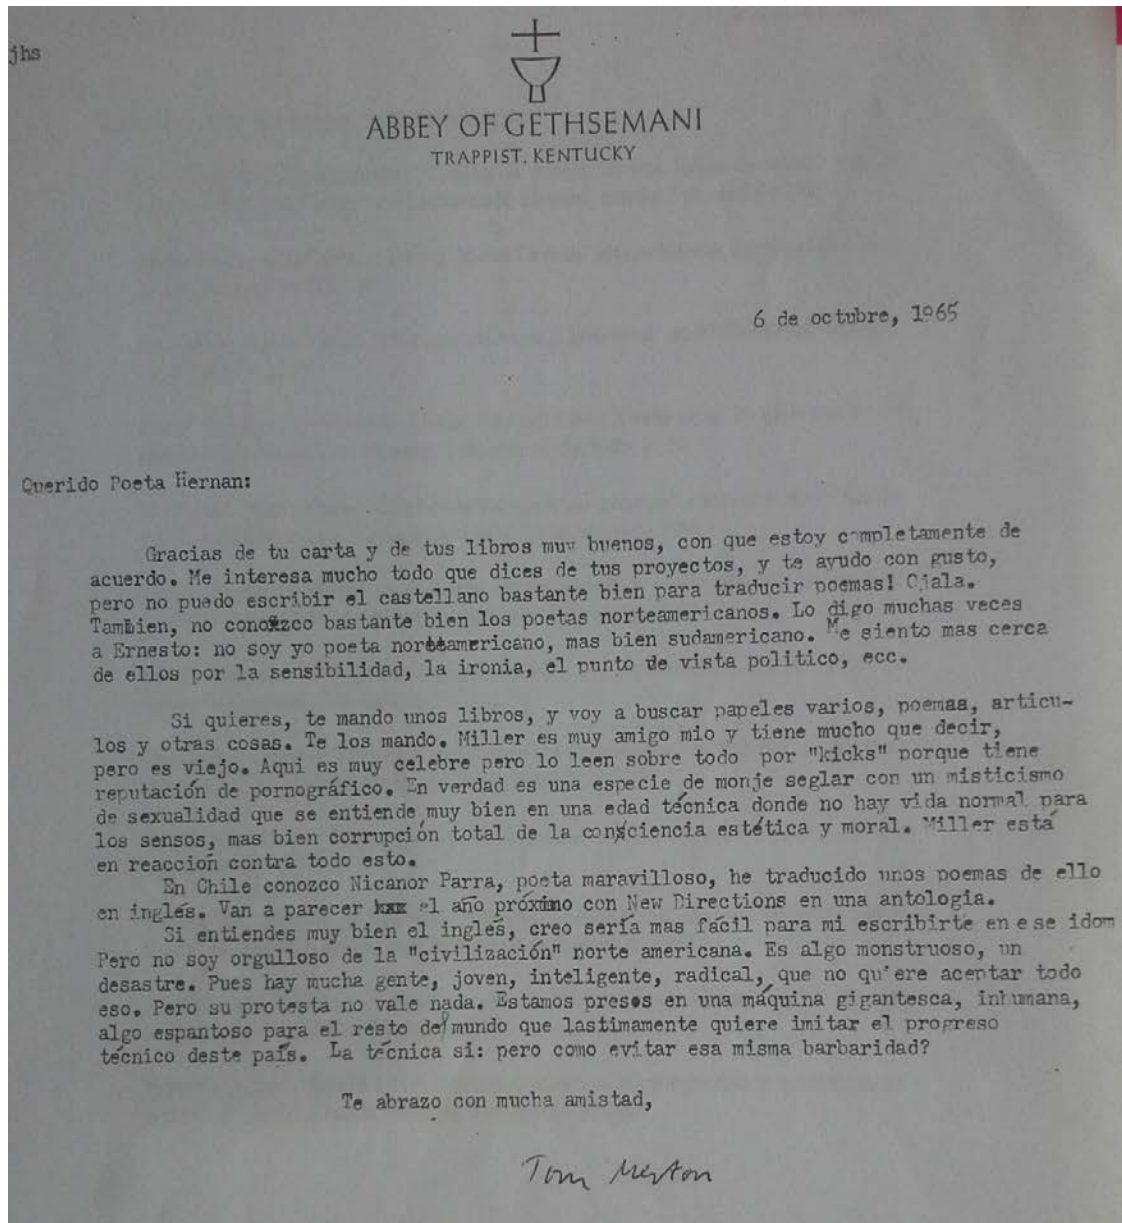 jhs
ABBEY OF GETHSEMANI
TRAPPIST, KENTUCKY
6 de octubre, 1965
Querido Poeta Hernan:
Gracias de tu carta y de tus libros muy buenos, con que estoy completamente de
acuerdo. Me interesa mucho todo que dices de tus proyectos, y te ayudo con gusto,
pero no puedo escribir el castellano bastante bien para traducir poemas! Ojala.
Tambien, no conozco bastante bien los poetas norteamericanos. Lo digo muchas veces
a Ernesto: no soy yo poeta norteamericano, mas bien sudamericano. Me siento mas cerca
de ellos por la sensibilidad, la ironia, el punto de vista politico, ecc.
Si quieres, te mando unos libros, y voy a buscar papeles varios, poemas, articu-
los y otras cosas. Te los mando. Miller es muy amigo mio y tiene mucho que decir,
pero es viejo. Aqui es muy celebre pero lo leen sobre todo por "kicks" porque tiene
reputación de pornográfico. En verdad es una especie de monje seglar con un misticismo
de sexualidad que se entiende muy bien en una edad técnica donde no hay vida normal para
los sensos, mas bien corrupción total de la conciencia estética y moral. Miller está
en reacción contra todo esto.
En Chile conozco Nicanor Parra, poeta maravilloso, he traducido unos poemas de ello
en inglés. Van a parecer el año próximo con New Directions en una antologia.
Si entiendes muy bien el inglés, creo sería mas fácil para mi escribirte en ese idom
Pero no soy orgulloso de la "civilización" norte americana. Es algo monstruoso, un
desastre. Pues hay mucha gente, joven, inteligente, radical, que no quiere aceptar todo
eso. Pero su protesta no vale nada. Estamos presos en una máquina gigantesca, inhumana,
algo espantoso para el resto del mundo que lastimamente quiere imitar el progreso
técnico deste país. La técnica si: pero como evitar esa misma barbaridad?
Te abrazo con mucha amistad,
Tom Merton